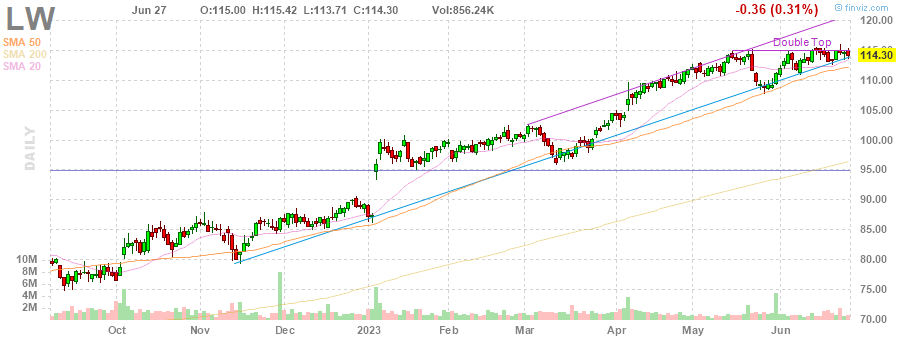 LW
Jun 27 O:115.00 H:115.42 L:113.71 C:114.30 Vol:856.24K -0.36 (0.31%) finviz.com
SMA 50
SMA 200
SMA 20
DAILY
Double Top
120.00
114.30
110.00
105.00
100.00
95.00
90.00
85.00
80.00
75.00
70.00
10M
8M
6M
4M
2M
Oct Nov Dec 2023 Feb Mar Apr May Jun